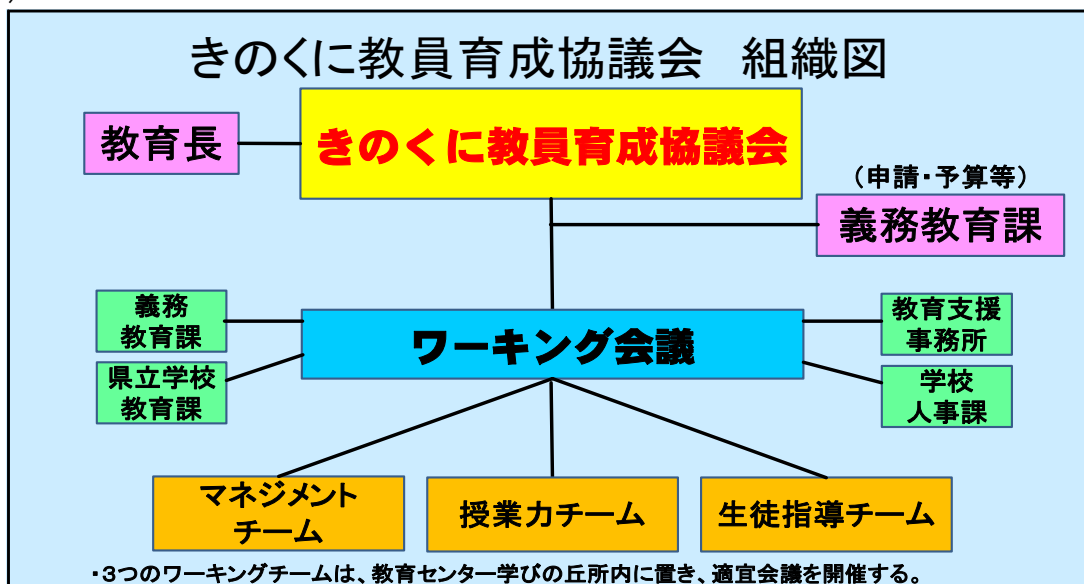 きのくに教員育成協議会　組織図
教育長
きのくに教員育成協議会
（申請・予算等）
義務教育課
義務
教育課
ワーキング会議
教育支援
事務所
県立学校
教育課
学校
人事課
マネジメント
チーム
授業力チーム
生徒指導チーム
・３つのワーキングチームは、教育センター学びの丘所内に置き、適宜会議を開催する。